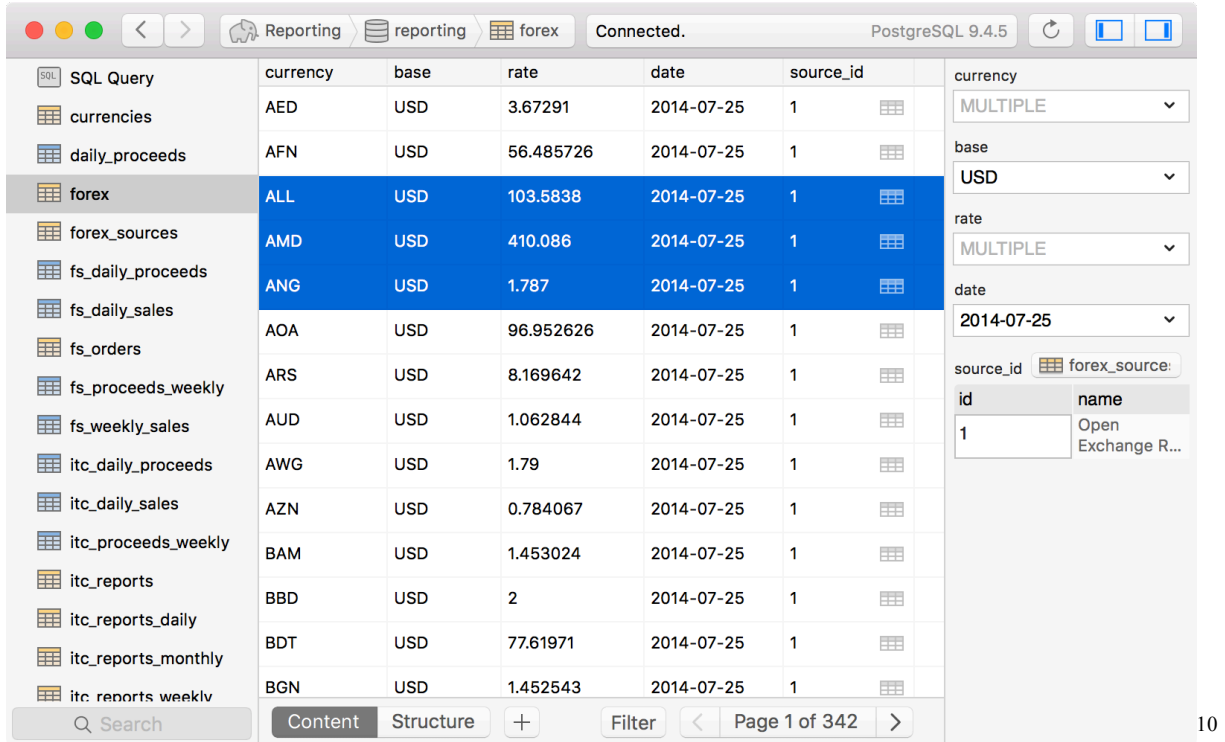 Reporting reporting forex Connected. PostgreSQL 9.4.5
SQL SQL Query
currencies
daily_proceeds
forex
forex_sources
fs_daily_proceeds
fs_daily_sales
fs_orders
fs_proceeds_weekly
fs_weekly_sales
itc_daily_proceeds
itc_daily_sales
itc_proceeds_weekly
itc_reports
itc_reports_daily
itc_reports_monthly
itc_reports_weekly
Search
currency base rate date source_id
AED USD 3.67291 2014-07-25 1
AFN USD 56.485726 2014-07-25 1
ALL USD 103.5838 2014-07-25 1
AMD USD 410.086 2014-07-25 1
ANG USD 1.787 2014-07-25 1
AOA USD 96.952626 2014-07-25 1
ARS USD 8.169642 2014-07-25 1
AUD USD 1.062844 2014-07-25 1
AWG USD 1.79 2014-07-25 1
AZN USD 0.784067 2014-07-25 1
BAM USD 1.453024 2014-07-25 1
BBD USD 2 2014-07-25 1
BDT USD 77.61971 2014-07-25 1
BGN USD 1.452543 2014-07-25 1
Content Structure + Filter < Page 1 of 342 >
currency
MULTIPLE
base
USD
rate
MULTIPLE
date
2014-07-25
source_id forex_source
id name
1 Open
Exchange R...
10